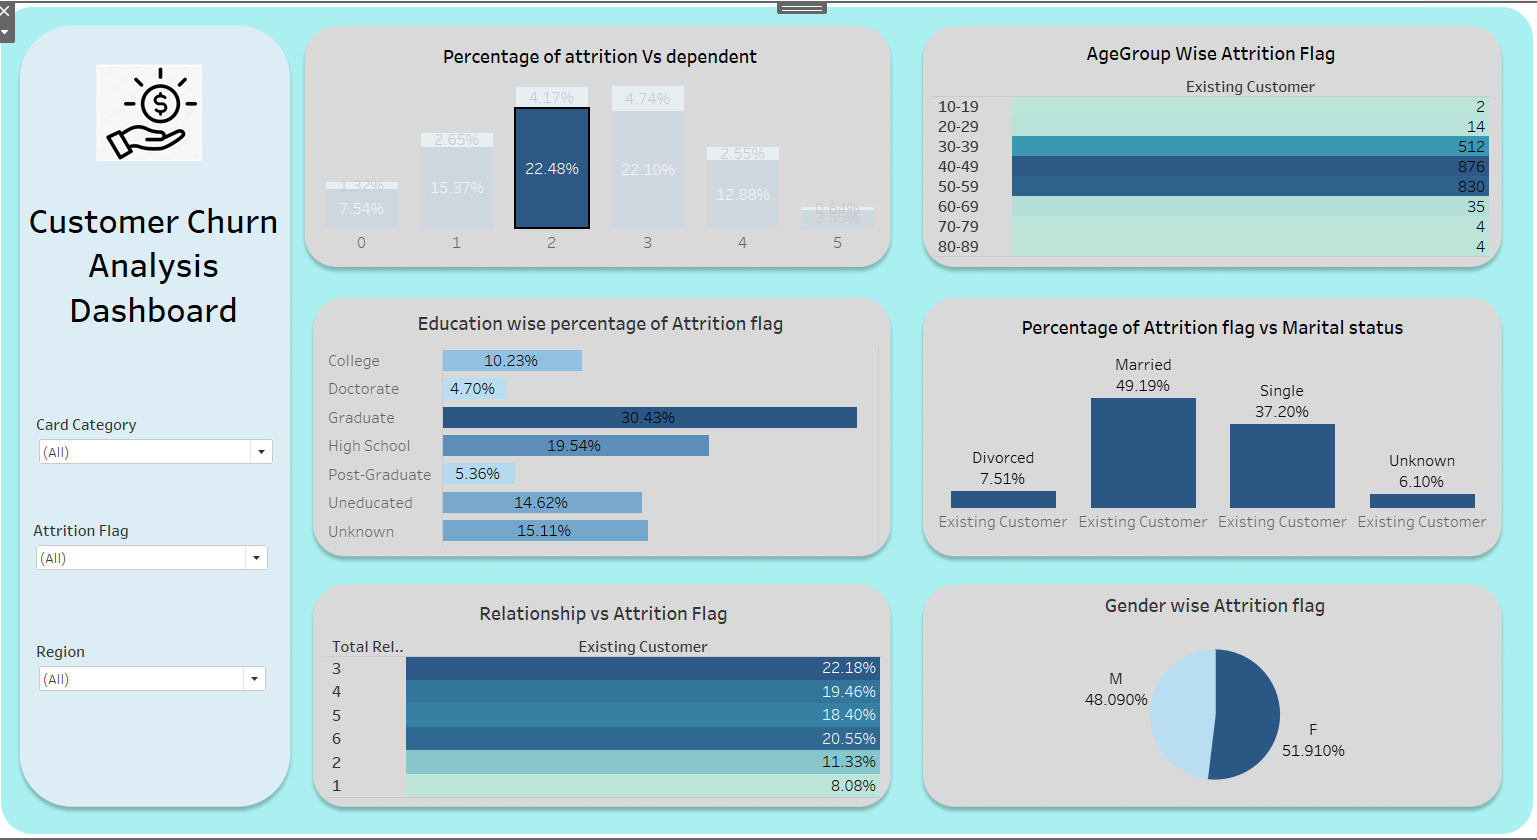 Customer Churn
Analysis
Dashboard
Card Category
(All)
Attrition Flag
(All)
Region
(All)
Percentage of attrition Vs dependent
4.17% 4.74%
2.65% 2.55%
1.32% 15.37% 22.48% 22.10% 12.88% 0.64%
7.54% 3.55%
0 1 2 3 4 5
AgeGroup Wise Attrition Flag
Existing Customer
10-19 2
20-29 14
30-39 512
40-49 876
50-59 830
60-69 35
70-79 4
80-89 4
Education wise percentage of Attrition flag
College 10.23%
Doctorate 4.70%
Graduate 30.43%
High School 19.54%
Post-Graduate 5.36%
Uneducated 14.62%
Unknown 15.11%
Percentage of Attrition flag vs Marital status
Married
49.19%
Single
37.20%
Divorced
7.51%
Unknown
6.10%
Existing Customer Existing Customer Existing Customer Existing Customer
Relationship vs Attrition Flag
Total Rel.. Existing Customer
3 22.18%
4 19.46%
5 18.40%
6 20.55%
2 11.33%
1 8.08%
Gender wise Attrition flag
M
48.090%
F
51.910%